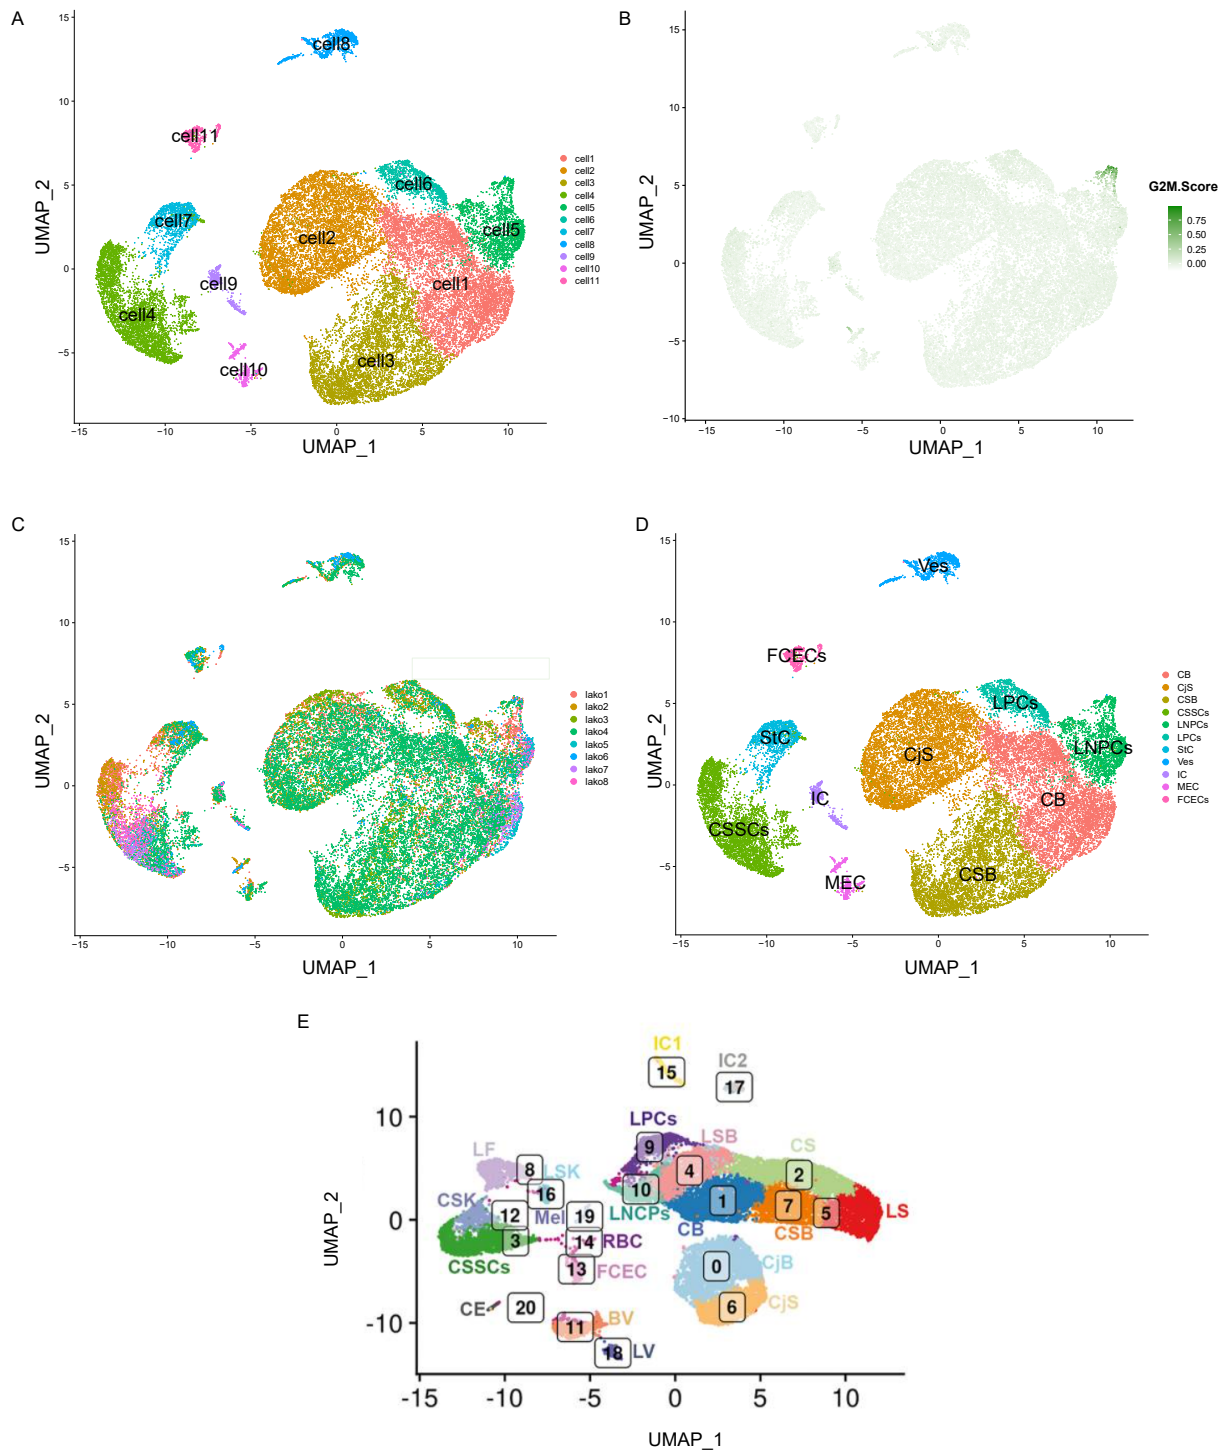 A
15
10
5
0
−5
−15
−10
−5
0
5
10
UMAP_2
UMAP_1
cell8
cell11
cell6
cell7
cell2
cell5
cell9
cell1
cell4
cell3
cell10
cell1
cell2
cell3
cell4
cell5
cell6
cell7
cell8
cell9
cell10
cell11
B
15
10
5
0
−5
−10
−15
−10
−5
0
5
10
UMAP_2
UMAP_1
G2M.Score
0.75
0.50
0.25
0.00
C
15
10
5
0
−5
−15
−10
−5
0
5
10
UMAP_2
UMAP_1
lako1
lako2
lako3
lako4
lako5
lako6
lako7
lako8
D
15
10
5
0
−5
−15
−10
−5
0
5
10
UMAP_2
UMAP_1
Ves
FCECs
LPCs
StC
LNPCs
CjS
IC
CB
CSSCs
CSB
MEC
CB
CjS
CSB
CSSCs
LNPCs
LPCs
StC
Ves
IC
MEC
FCECs
E
10
0
-10
-15
-10
-5
0
5
10
UMAP_2
UMAP_1
IC1
15
IC2
17
LPCs
9
LSB
4
CS
2
LF
8
LSK
16
10
LNCPs
1
CB
7
CSB
5
LS
CSK
12
Mel
19
3
CSSCs
14
RBC
13
FCEC
0
CjB
6
CjS
CE
20
11
BV
18
LV